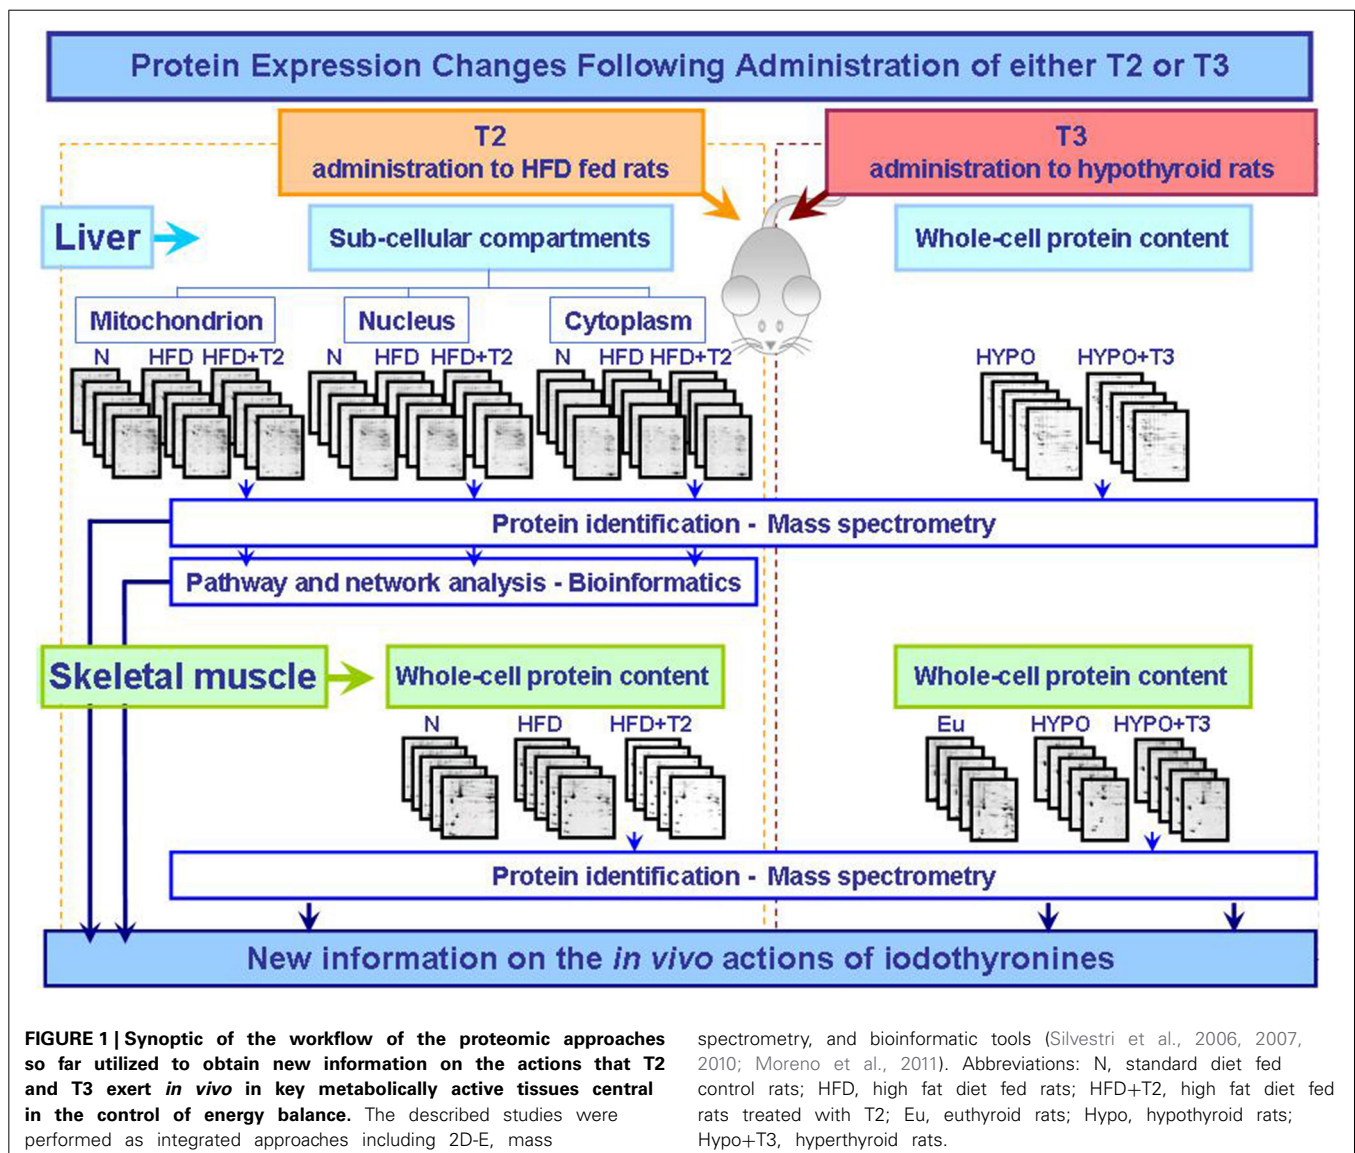 Protein Expression Changes Following Administration of either T2 or T3
T2
administration to HFD fed rats
T3
administration to hypothyroid rats
Liver
Sub-cellular compartments
Whole-cell protein content
Mitochondrion
Nucleus
Cytoplasm
N HFD HFD+T2
N HFD HFD+T2
N HFD HFD+T2
HYPO HYPO+T3
Protein identification - Mass spectrometry
Pathway and network analysis - Bioinformatics
Skeletal muscle
Whole-cell protein content
Whole-cell protein content
N HFD HFD+T2
Eu HYPO HYPO+T3
Protein identification - Mass spectrometry
New information on the in vivo actions of iodothyronines
FIGURE 1 | Synoptic of the workflow of the proteomic approaches
so far utilized to obtain new information on the actions that T2
and T3 exert in vivo in key metabolically active tissues central
in the control of energy balance. The described studies were
performed as integrated approaches including 2D-E, mass
spectrometry, and bioinformatic tools (Silvestri et al., 2006, 2007,
2010; Moreno et al., 2011). Abbreviations: N, standard diet fed
control rats; HFD, high fat diet fed rats; HFD+T2, high fat diet fed
rats treated with T2; Eu, euthyroid rats; Hypo, hypothyroid rats;
Hypo+T3, hyperthyroid rats.